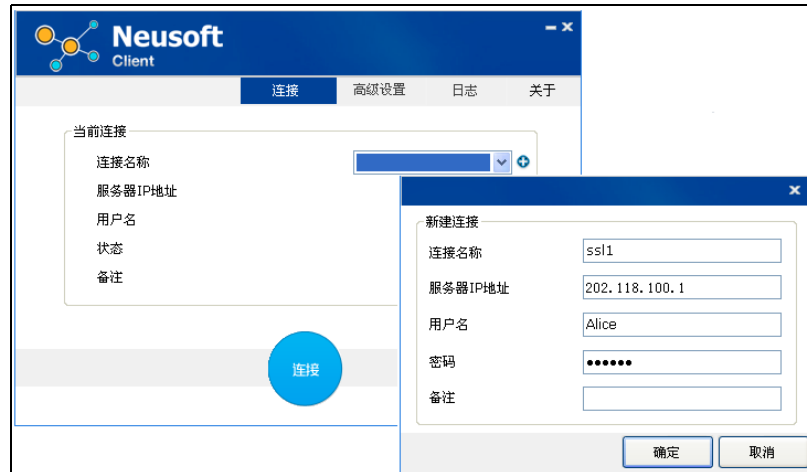 Neusoft
Client
连接 高级设置 日志 关于
当前连接
连接名称
服务器IP地址
用户名
状态
备注
连接
新建连接
连接名称 ssl1
服务器IP地址 202.118.100.1
用户名 Alice
密码 ••••••
备注
确定 取消